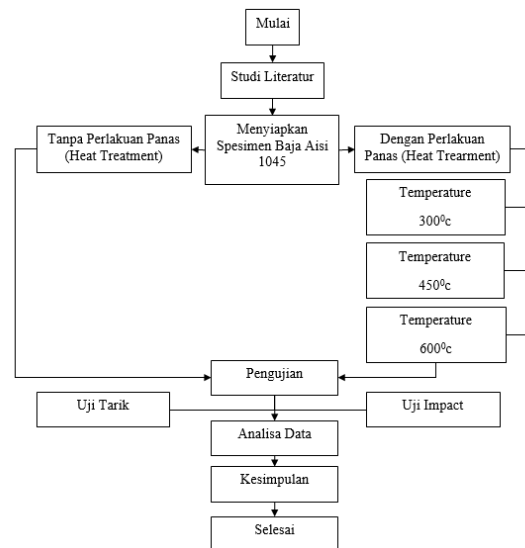 Mulai
Studi Literatur
Tanpa Perlakuan Panas
(Heat Treatment)
Menyiapkan
Spesimen Baja Aisi
1045
Dengan Perlakuan
Panas (Heat Trearment)
Temperature
300⁰c
Temperature
450⁰c
Temperature
600⁰c
Pengujian
Uji Tarik
Uji Impact
Analisa Data
Kesimpulan
Selesai